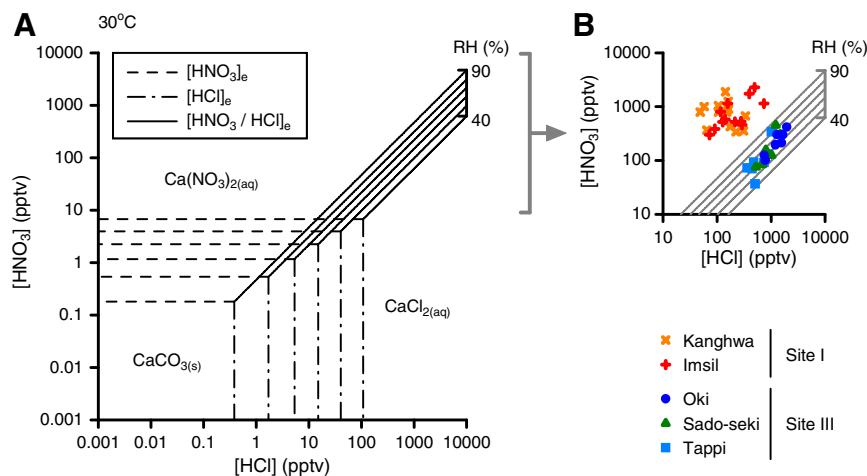 A
30°C
[HNO3]e
[HCl]e
[HNO3 / HCl]e
RH (%)
90
40
10000
1000
100
10
1
0.1
0.01
0.001
[HNO3] (pptv)
Ca(NO3)2(aq)
CaCl2(aq)
CaCO3(s)
0.001
0.01
0.1
1
10
100
1000
10000
[HCl] (pptv)
B
RH (%)
90
40
10000
1000
100
10
[HNO3] (pptv)
10
100
1000
10000
[HCl] (pptv)
Kanghwa
Imsil
Site I
Oki
Sado-seki
Tappi
Site III